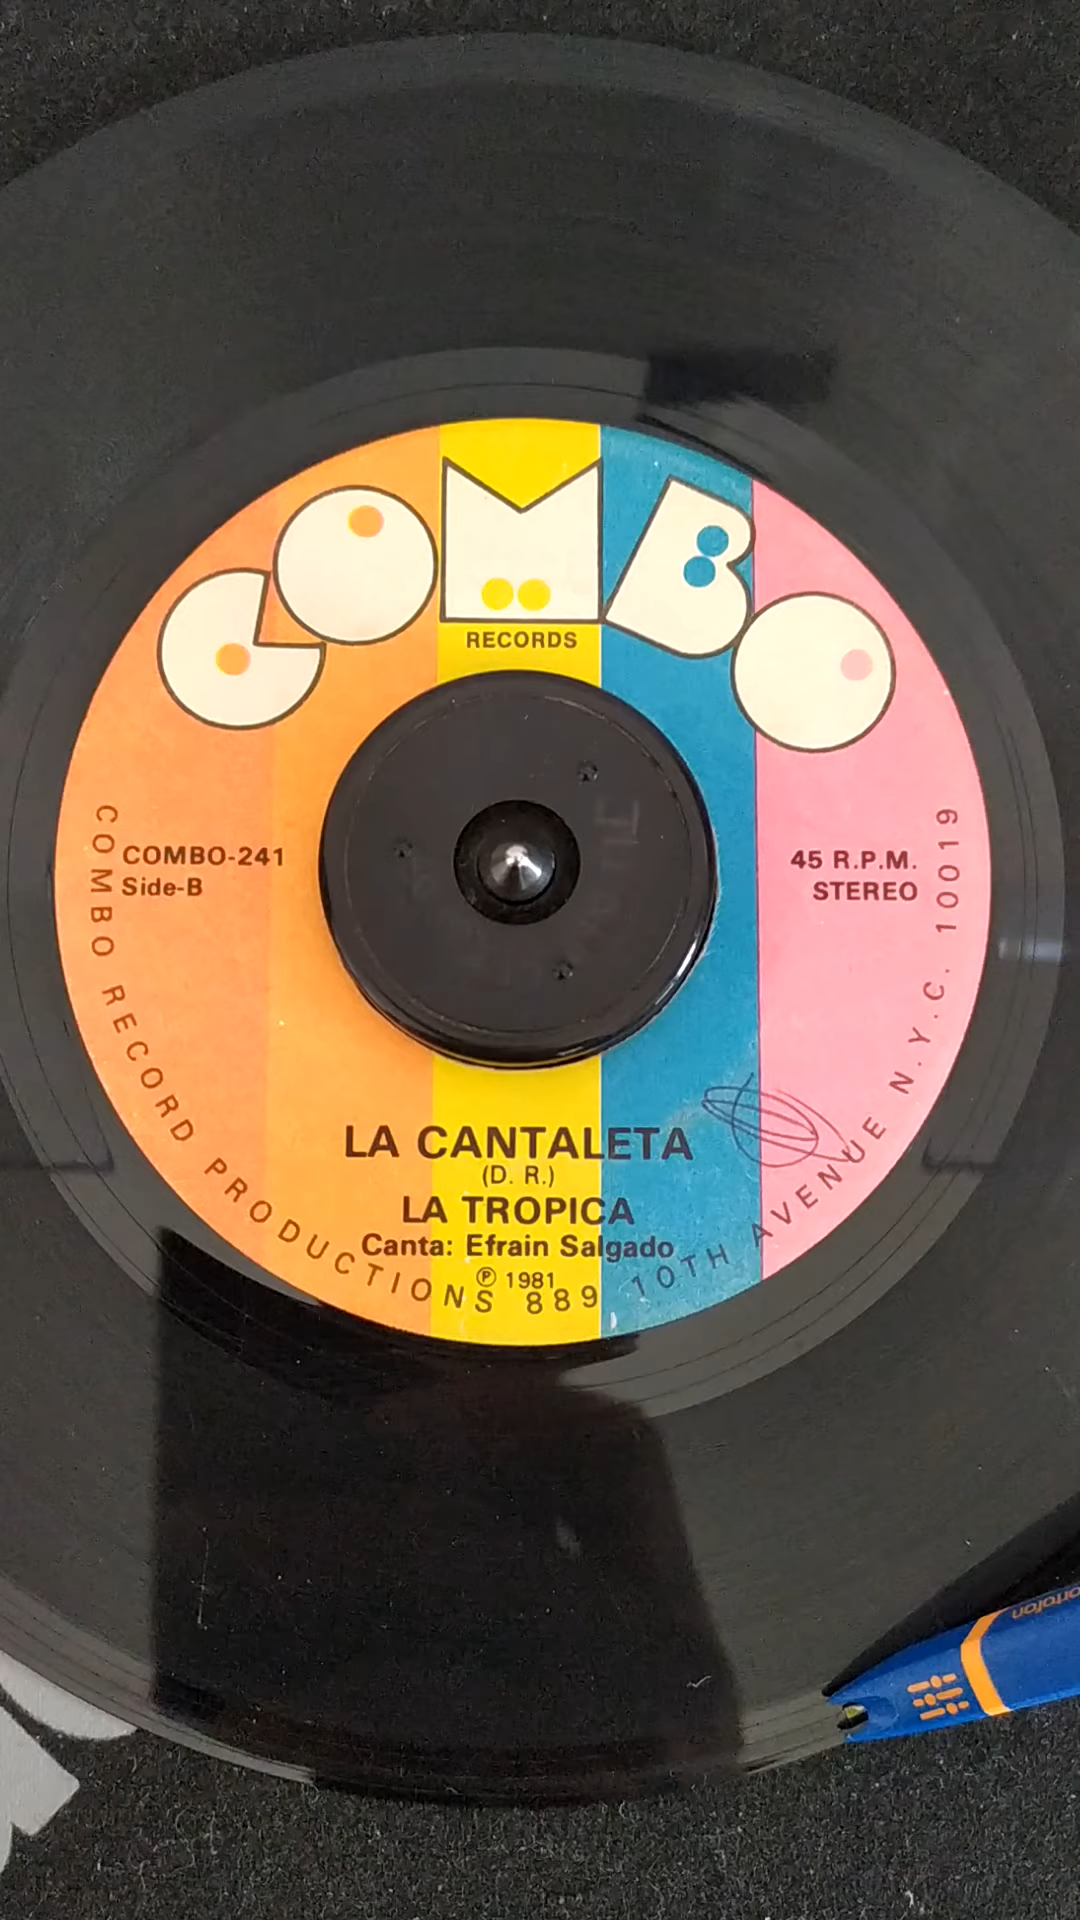 COMBO
RECORDS
COMBO-241
Side-B
45 R.P.M.
STEREO
LA CANTALETA
(D. R.)
LA TROPICA
Canta: Efrain Salgado
℗ 1981
COMBO RECORD PRODUCTIONS 889 10TH AVENUE N.Y.C. 10019
ortofon